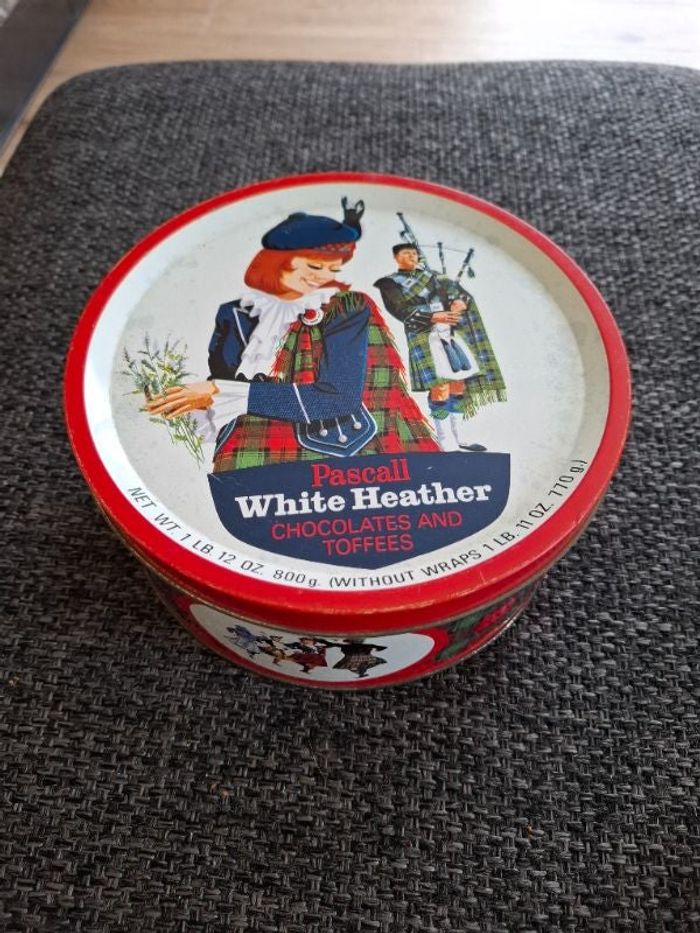 Pascall
White Heather
CHOCOLATES AND
TOFFEES
NET WT. 1 LB. 12 OZ. 800g. (WITHOUT WRAPS 1 LB. 11 OZ. 770g.)